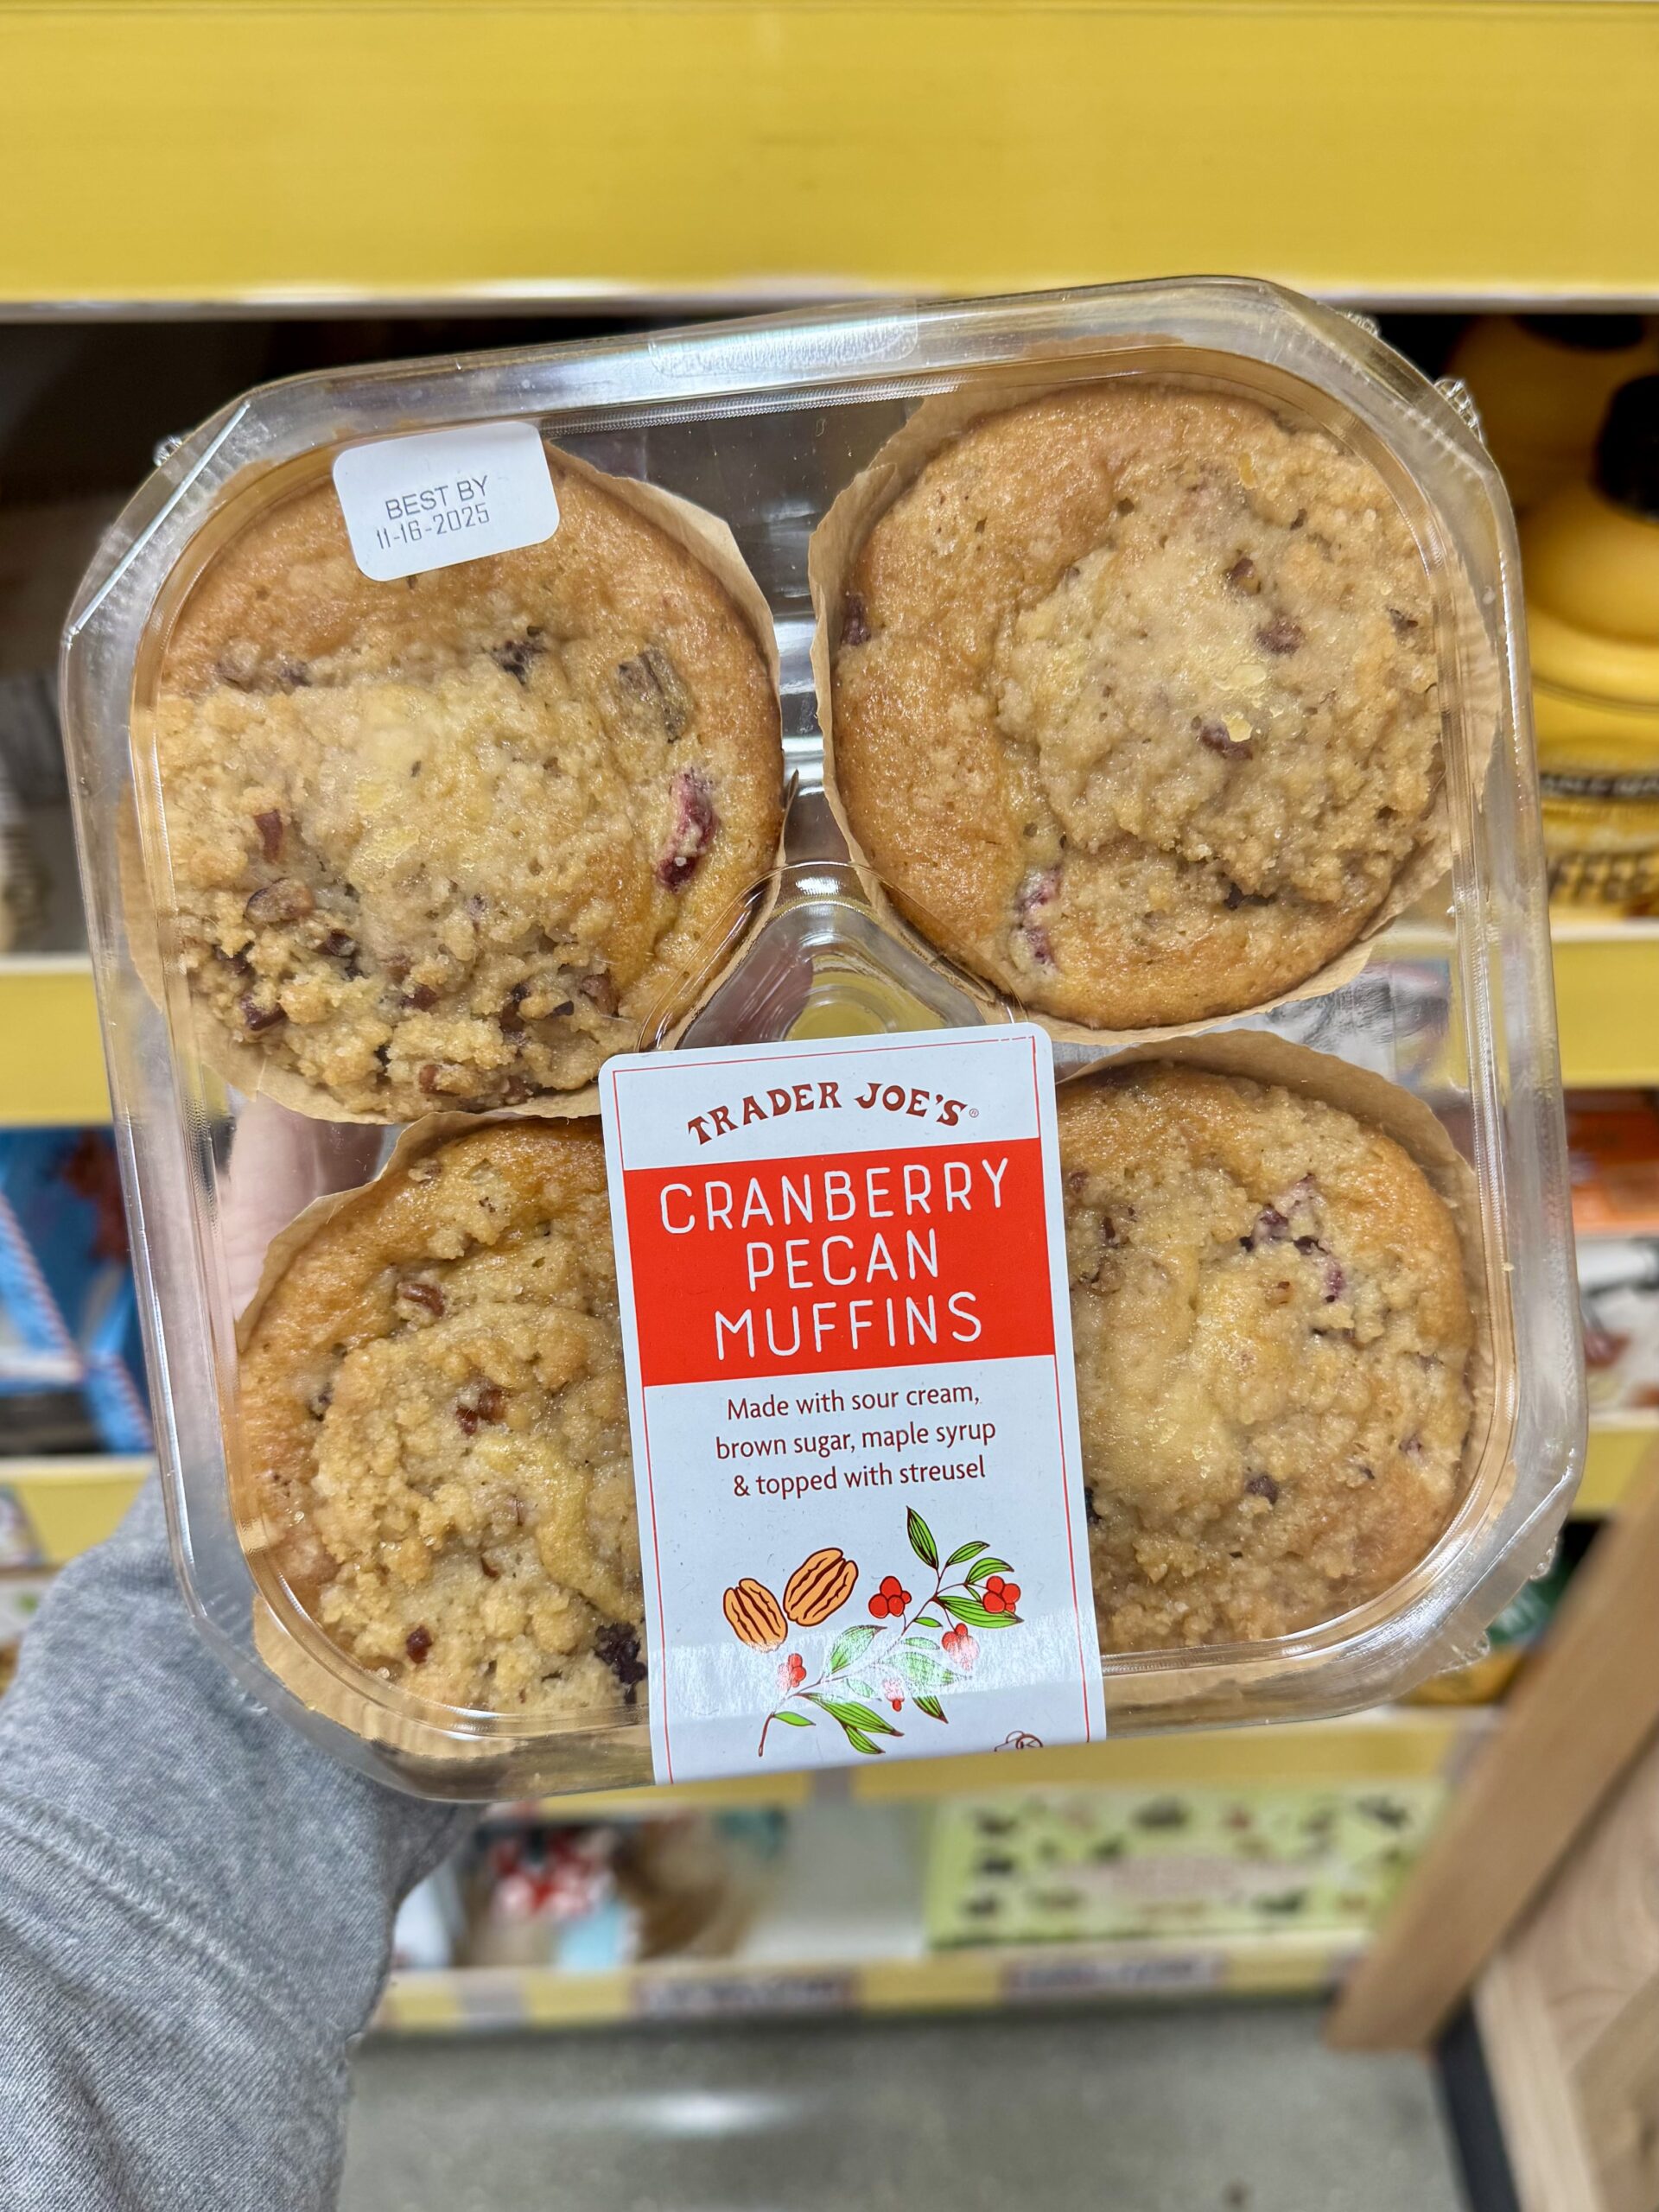 BEST BY
11-16-2025
TRADER JOE'S®
CRANBERRY
PECAN
MUFFINS
Made with sour cream,
brown sugar, maple syrup
& topped with streusel